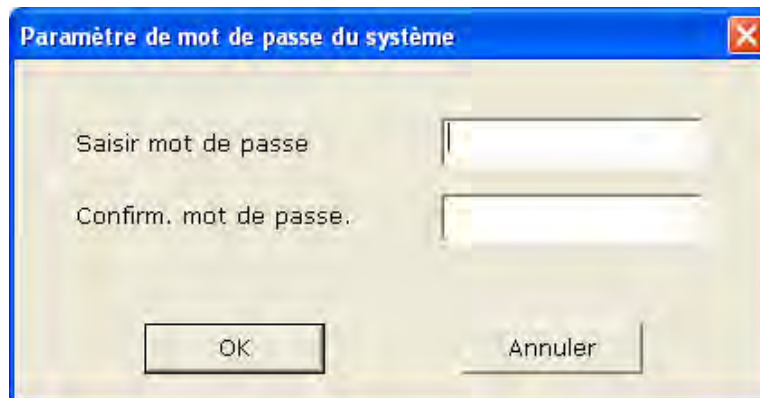 Paramètre de mot de passe du système
Saisir mot de passe
Confirm. mot de passe.
OK
Annuler